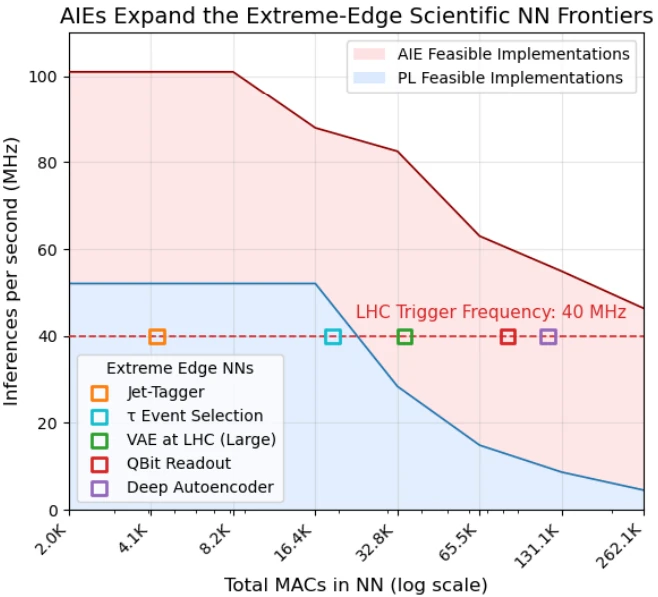 AIEs Expand the Extreme-Edge Scientific NN Frontiers
AIE Feasible Implementations
PL Feasible Implementations
Inferences per second (MHz)
100
80
60
40
20
0
LHC Trigger Frequency: 40 MHz
Extreme Edge NNs
Jet-Tagger
τ Event Selection
VAE at LHC (Large)
QBit Readout
Deep Autoencoder
2.0K
4.1K
8.2K
16.4K
32.8K
65.5K
131.1K
262.1K
Total MACs in NN (log scale)